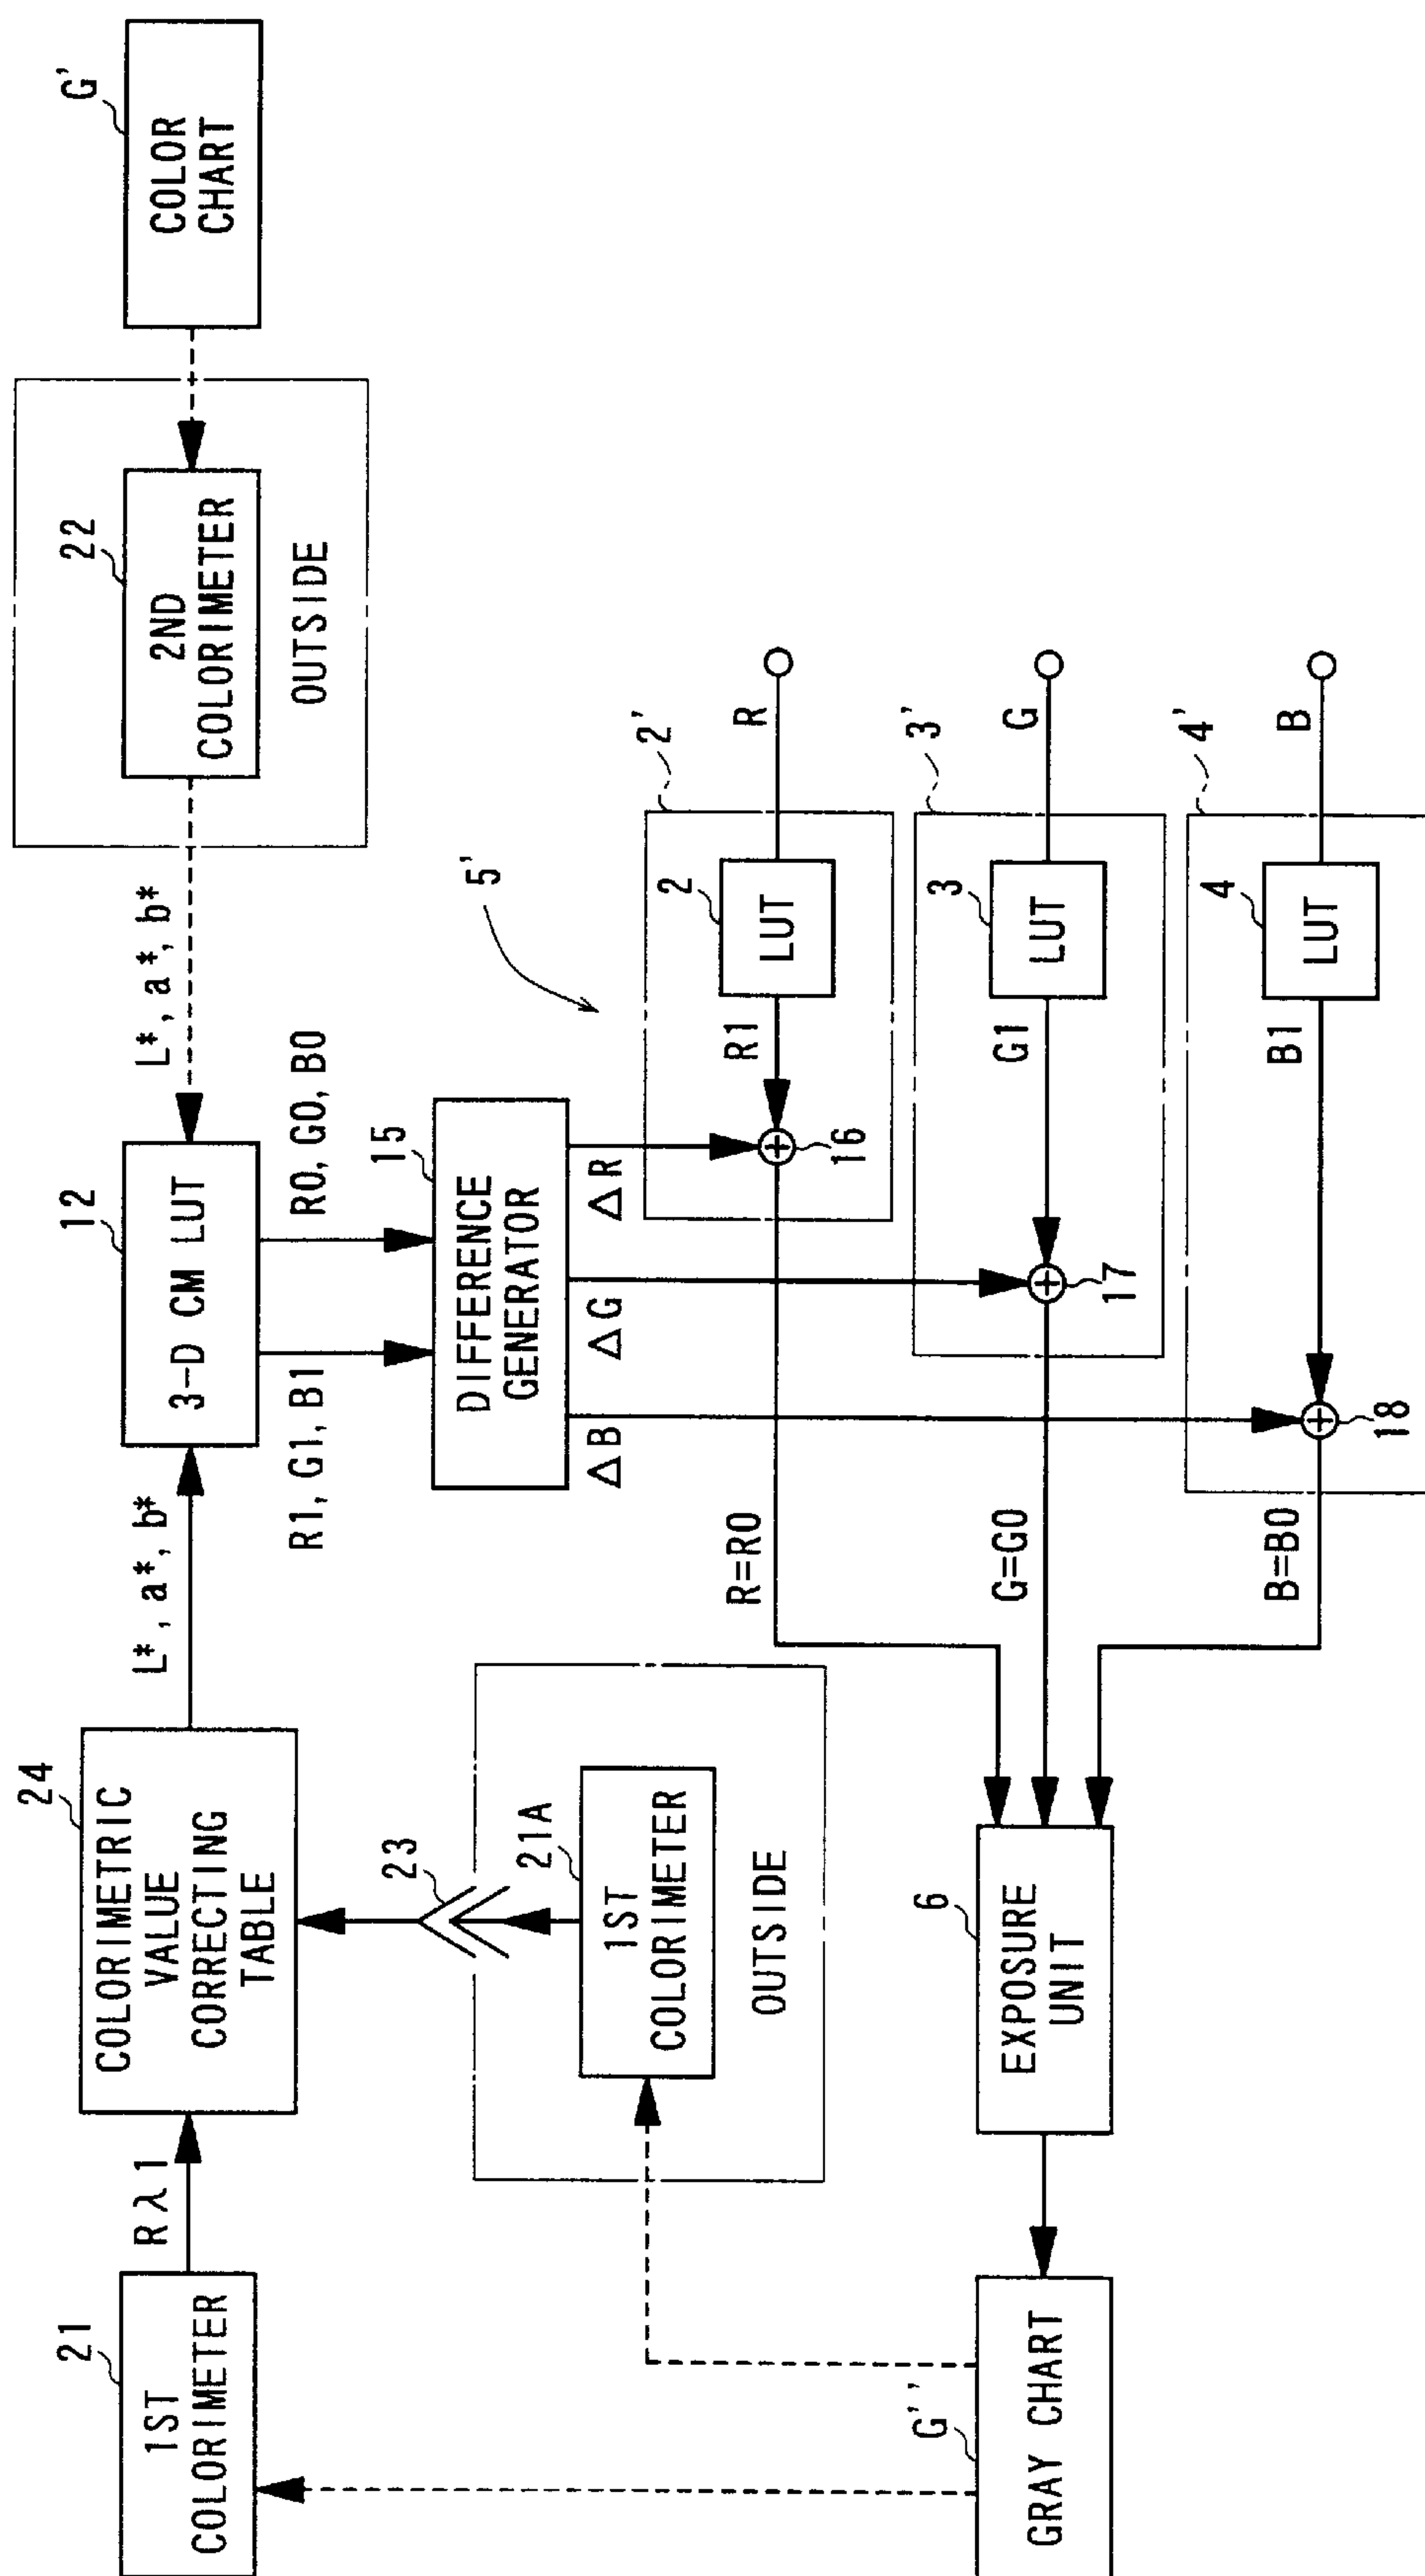 21
1ST
COLORIMETER
Rλ1
24
COLORIMETRIC
VALUE
CORRECTING
TABLE
L*, a*, b*
12
3-D CM LUT
L*, a*, b*
22
2ND
COLORIMETER
OUTSIDE
G'
COLOR
CHART
R1, G1, B1
R0, G0, B0
23
21A
1ST
COLORIMETER
OUTSIDE
15
DIFFERENCE
GENERATOR
ΔB
ΔG
ΔR
5'
2'
2
LUT
R1
16
R
R=R0
3'
3
LUT
G1
17
G
G=G0
4'
4
LUT
B1
18
B
B=B0
6
EXPOSURE
UNIT
G''
GRAY CHART